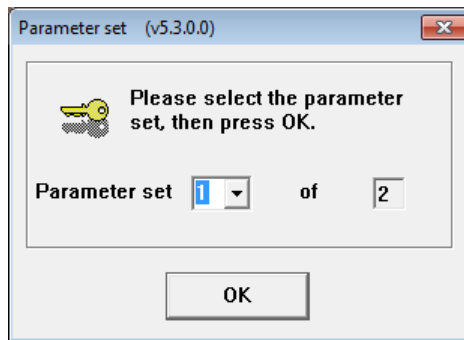 Parameter set (v5.3.0.0)
Please select the parameter
set, then press OK.
Parameter set 1 of 2
OK